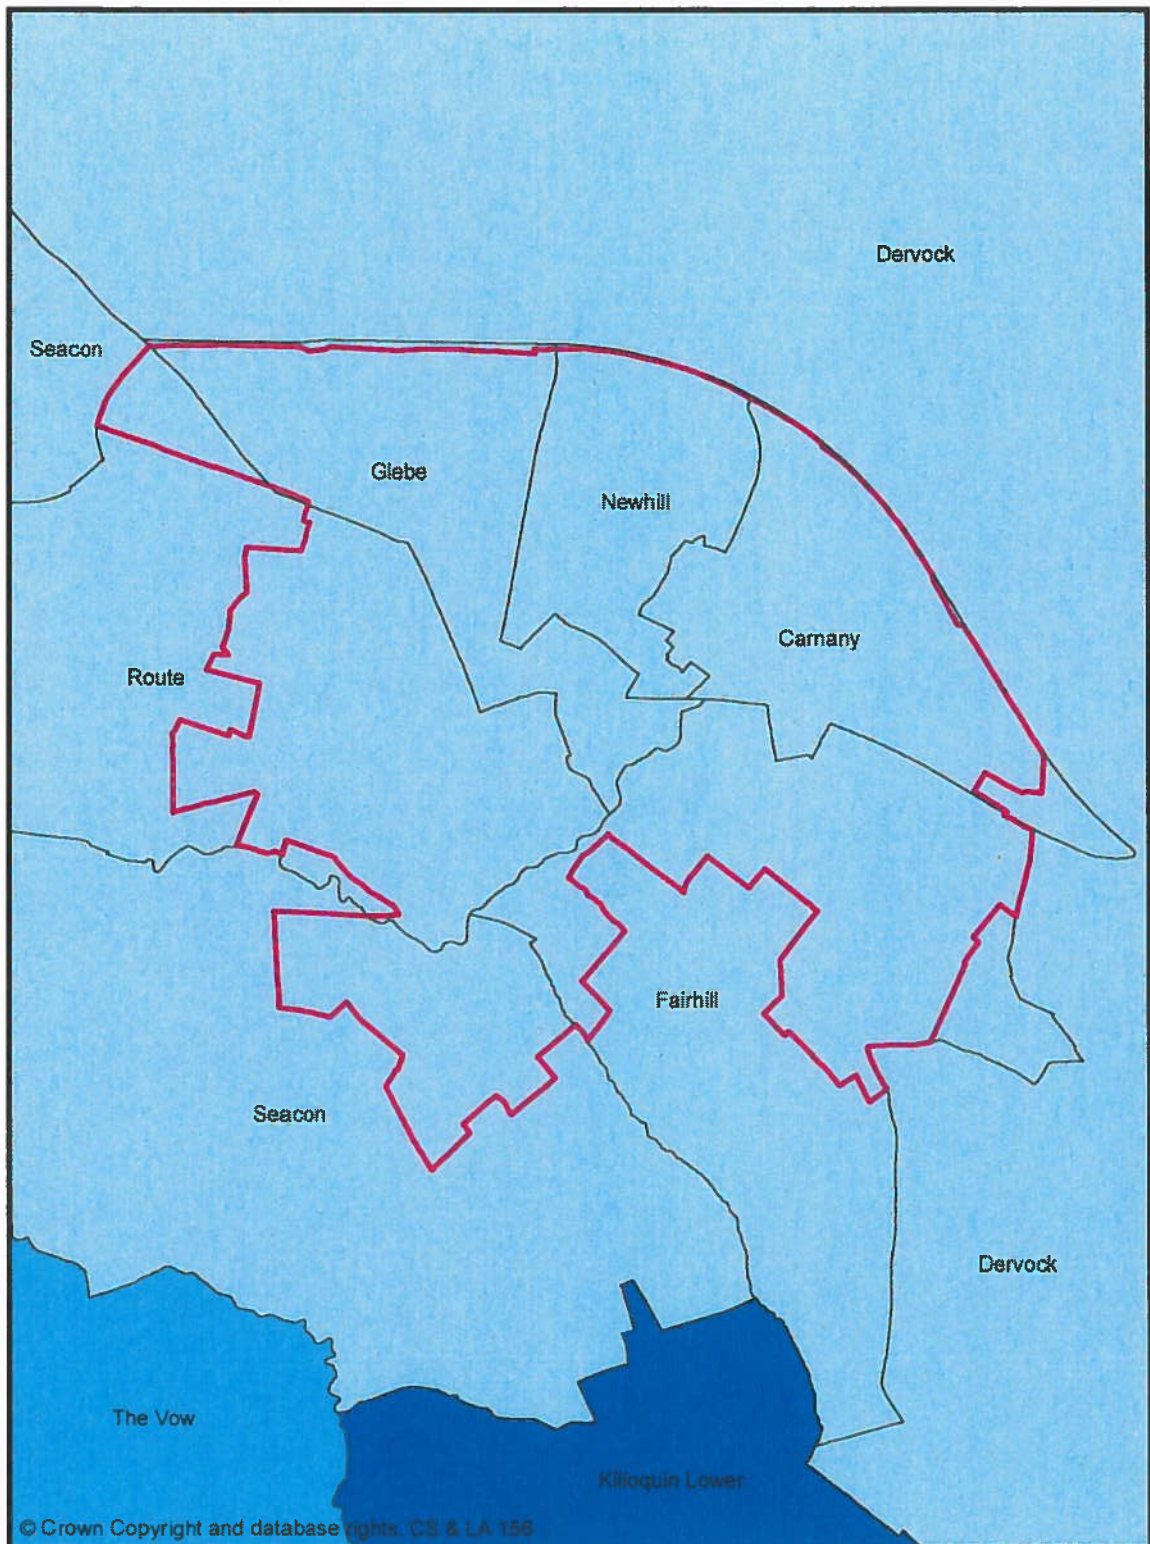 Dervock
Seacon
Glebe
Newhill
Carnany
Route
Fairhill
Seacon
Dervock
The Vow
Killoquin Lower
© Crown Copyright and database rights. CS & LA 156